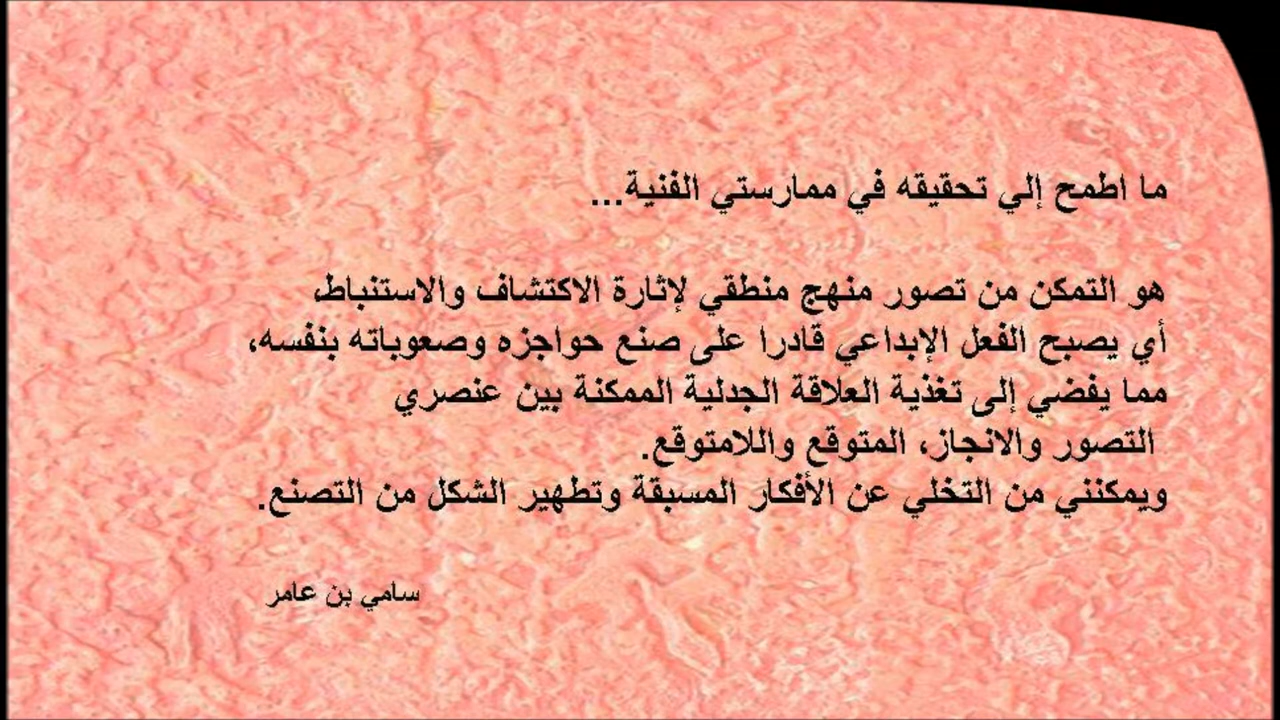 ما اطمح إلي تحقيقه في ممارستي الفنية...
هو التمكن من تصور منهج منطقي لإثارة الاكتشاف والاستنباط،
أي يصبح الفعل الإبداعي قادرا على صنع حواجزه وصعوباته بنفسه،
مما يفضي إلى تغذية العلاقة الجدلية الممكنة بين عنصري
التصور والانجاز، المتوقع واللامتوقع.
ويمكنني من التخلي عن الأفكار المسبقة وتطهير الشكل من التصنع.
سامي بن عامر